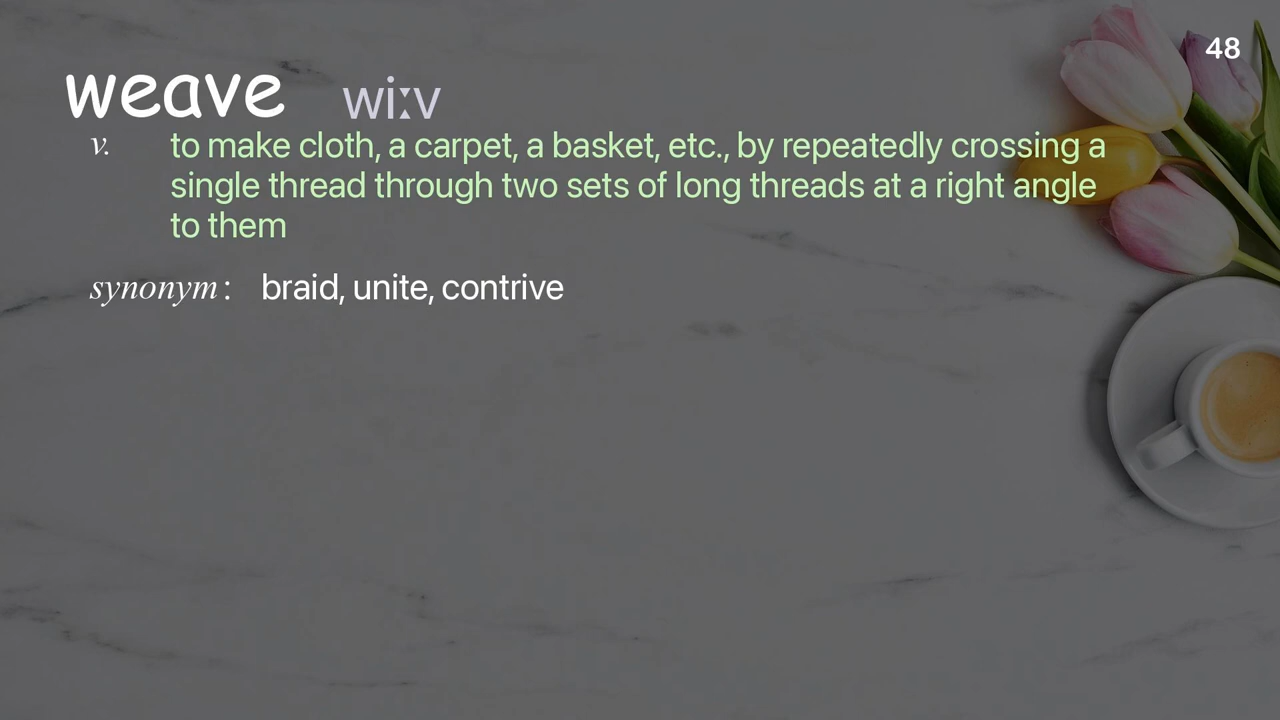 48
weave wi:v
v. to make cloth, a carpet, a basket, etc., by repeatedly crossing a
single thread through two sets of long threads at a right angle
to them
synonym : braid, unite, contrive